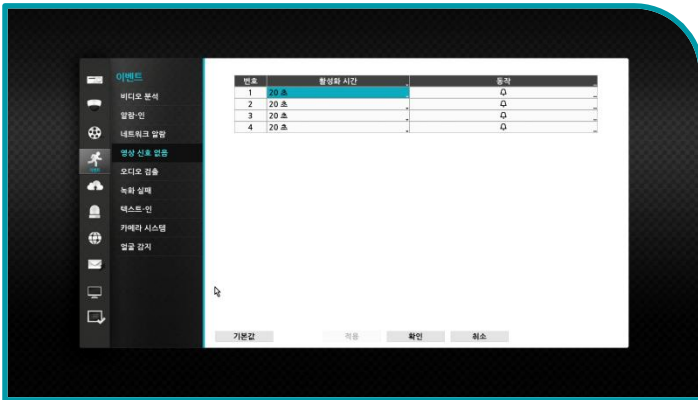 이벤트
비디오 분석
알람-인
네트워크 알람
영상 신호 없음
오디오 검출
녹화 실패
텍스트-인
카메라 시스템
얼굴 감지
번호 활성화 시간 동작
1 20 초
2 20 초
3 20 초
4 20 초
기본값 적용 확인 취소